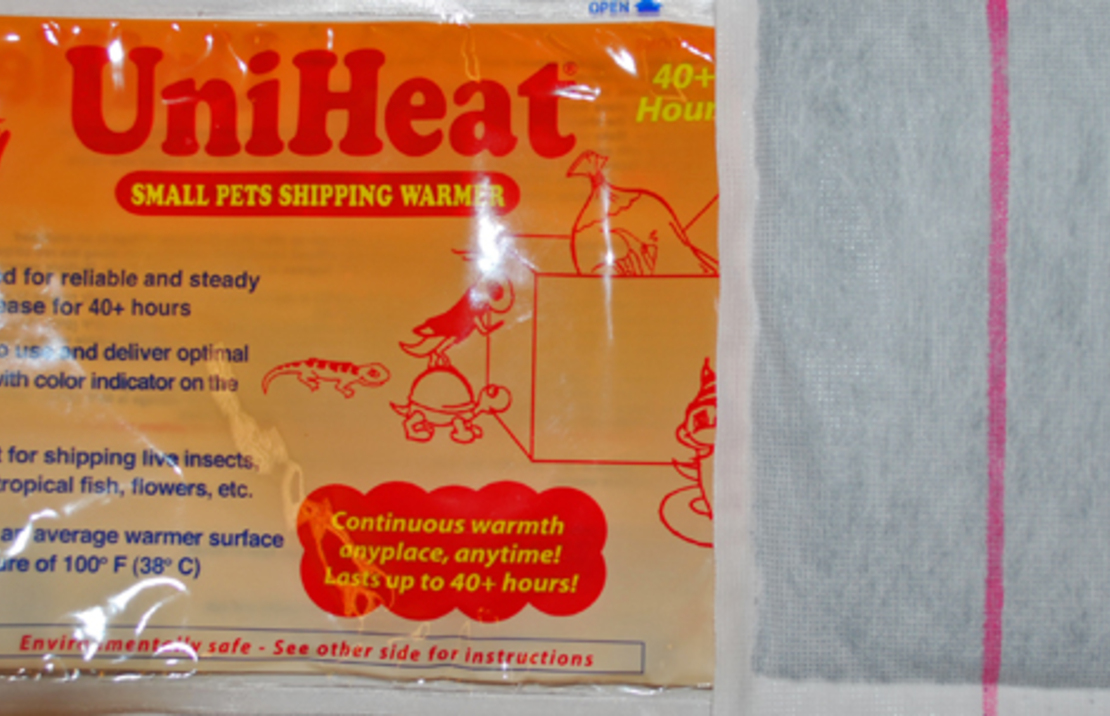 OPEN
UniHeat®
40+
Hour
SMALL PETS SHIPPING WARMER
d for reliable and steady
ease for 40+ hours
o use and deliver optimal
with color indicator on the
t for shipping live insects,
tropical fish, flowers, etc.
an average warmer surface
ure of 100° F (38° C)
Continuous warmth
anyplace, anytime!
Lasts up to 40+ hours!
Environmentally safe - See other side for instructions